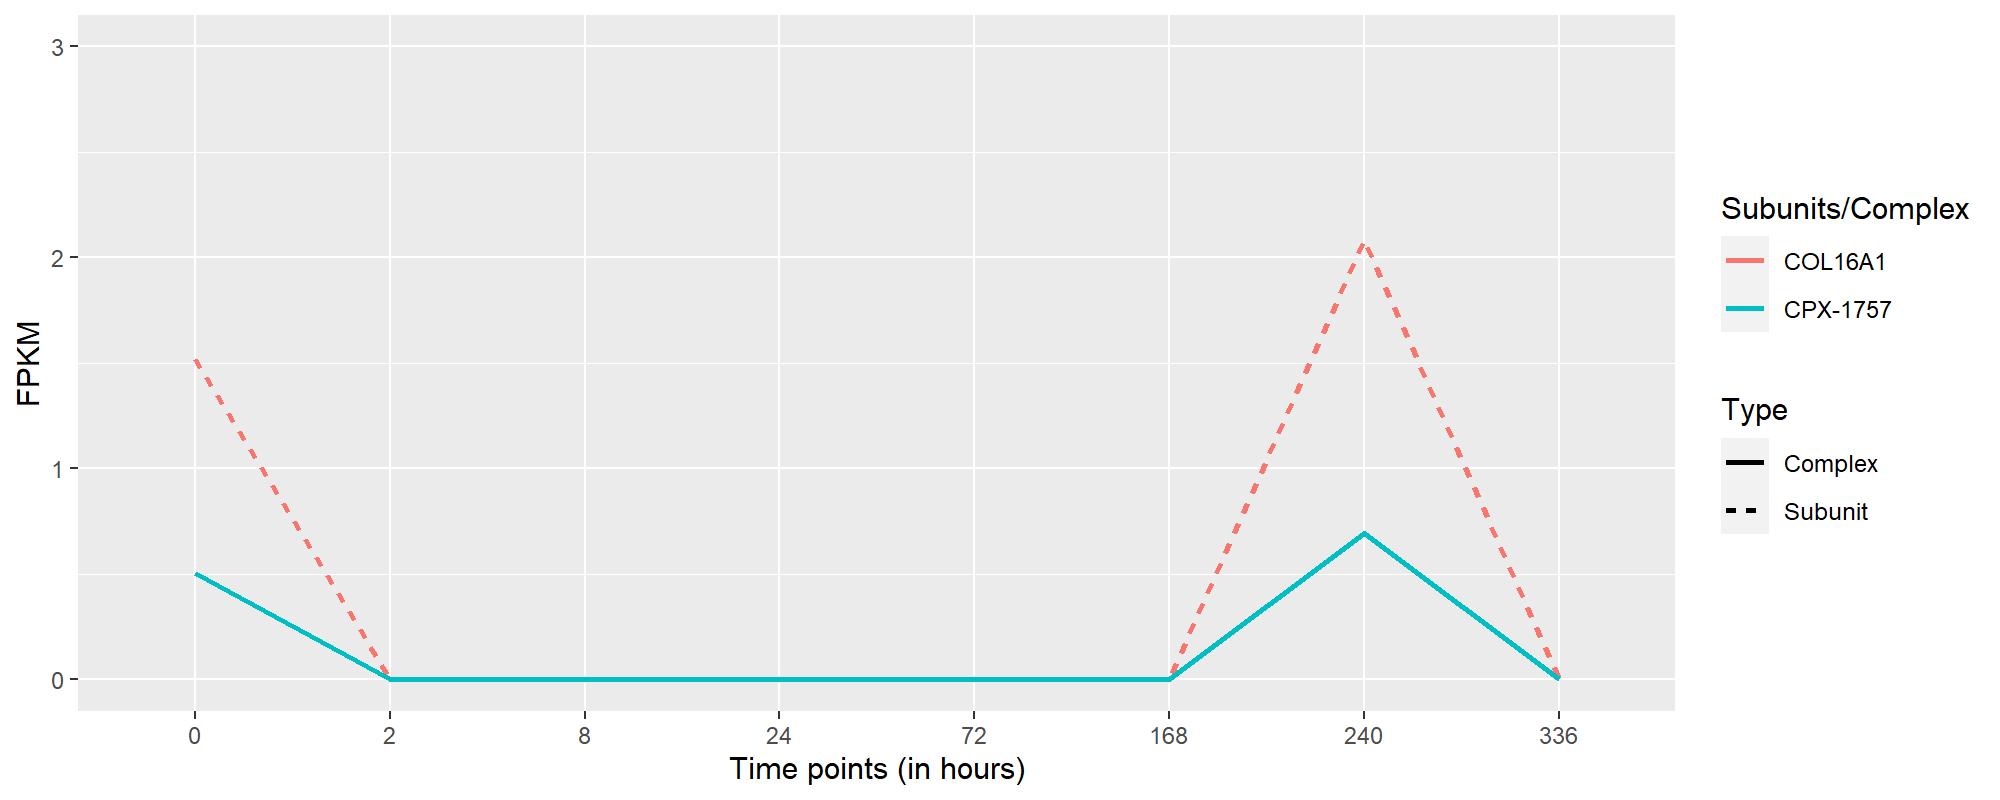 3
2
1
0
FPKM
0 2 8 24 72 168 240 336
Time points (in hours)
Subunits/Complex
COL16A1
CPX-1757
Type
Complex
Subunit